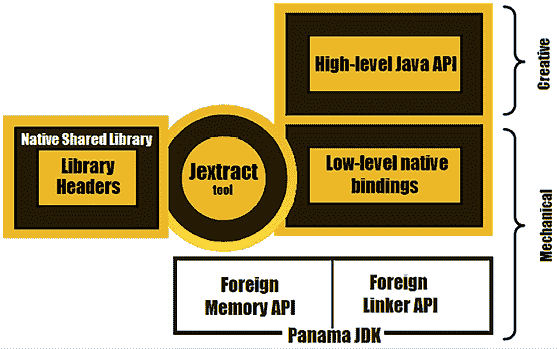 High-level Java API
Creative
Native Shared Library
Library
Headers
Jextract
tool
Low-level native
bindings
Mechanical
Foreign
Memory API
Foreign
Linker API
Panama JDK